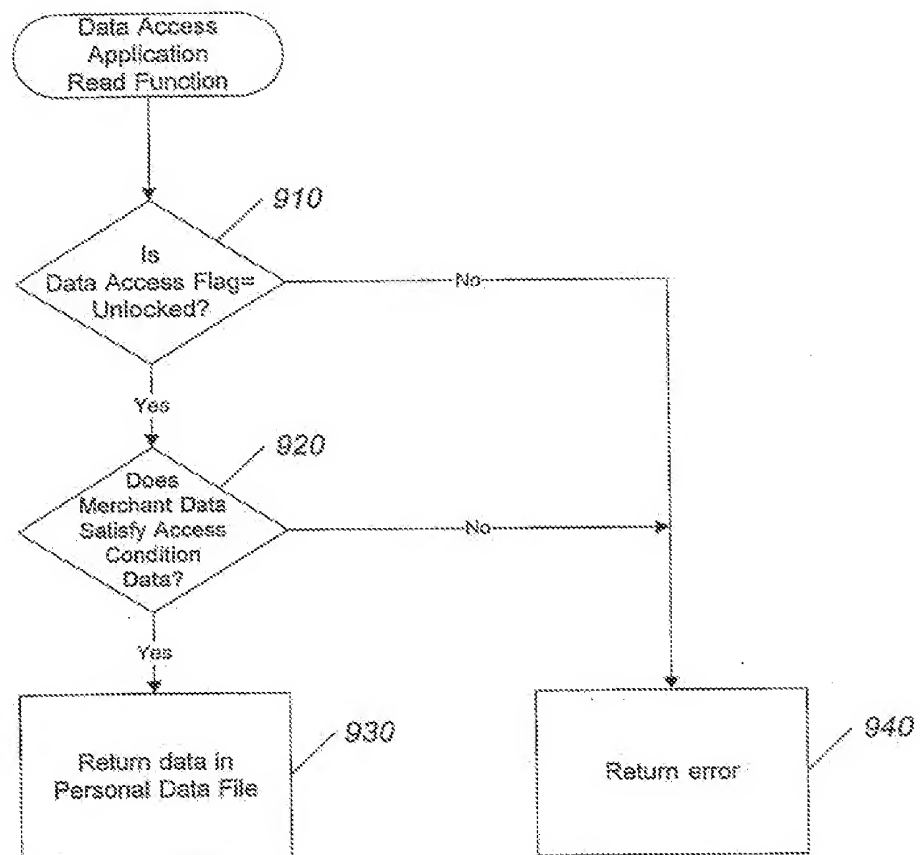 Data Access
Application
Read Function
910
Is
Data Access Flag=
Unlocked?
No
Yes
920
Does
Merchant Data
Satisfy Access
Condition
Data?
No
Yes
930
Return data in
Personal Data File
940
Return error